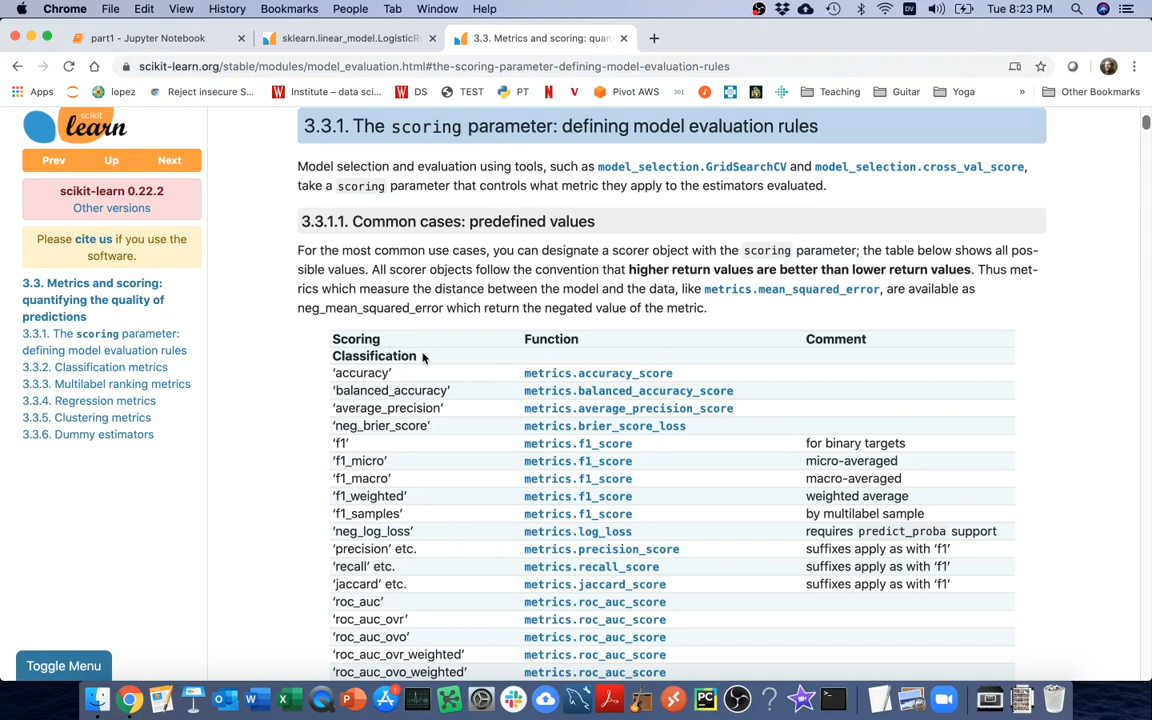 Chrome File Edit View History Bookmarks People Tab Window Help Tue 8:23 PM
part1 - Jupyter Notebook
sklearn.linear_model.LogisticR
3.3. Metrics and scoring: quan
scikit-learn.org/stable/modules/model_evaluation.html#the-scoring-parameter-defining-model-evaluation-rules
Apps lopez Reject insecure S... Institute – data sci... DS TEST PT Pivot AWS 301 Teaching Guitar Yoga » Other Bookmarks
scikit
learn
Prev Up Next
scikit-learn 0.22.2
Other versions
Please cite us if you use the
software.
3.3. Metrics and scoring:
quantifying the quality of
predictions
3.3.1. The scoring parameter:
defining model evaluation rules
3.3.2. Classification metrics
3.3.3. Multilabel ranking metrics
3.3.4. Regression metrics
3.3.5. Clustering metrics
3.3.6. Dummy estimators
Toggle Menu
3.3.1. The scoring parameter: defining model evaluation rules
Model selection and evaluation using tools, such as model_selection.GridSearchCV and model_selection.cross_val_score,
take a scoring parameter that controls what metric they apply to the estimators evaluated.
3.3.1.1. Common cases: predefined values
For the most common use cases, you can designate a scorer object with the scoring parameter; the table below shows all pos-
sible values. All scorer objects follow the convention that higher return values are better than lower return values. Thus met-
rics which measure the distance between the model and the data, like metrics.mean_squared_error, are available as
neg_mean_squared_error which return the negated value of the metric.
Scoring Function Comment
Classification
‘accuracy’ metrics.accuracy_score
‘balanced_accuracy’ metrics.balanced_accuracy_score
‘average_precision’ metrics.average_precision_score
‘neg_brier_score’ metrics.brier_score_loss
‘f1’ metrics.f1_score for binary targets
‘f1_micro’ metrics.f1_score micro-averaged
‘f1_macro’ metrics.f1_score macro-averaged
‘f1_weighted’ metrics.f1_score weighted average
‘f1_samples’ metrics.f1_score by multilabel sample
‘neg_log_loss’ metrics.log_loss requires predict_proba support
‘precision’ etc. metrics.precision_score suffixes apply as with ‘f1’
‘recall’ etc. metrics.recall_score suffixes apply as with ‘f1’
‘jaccard’ etc. metrics.jaccard_score suffixes apply as with ‘f1’
‘roc_auc’ metrics.roc_auc_score
‘roc_auc_ovr’ metrics.roc_auc_score
‘roc_auc_ovo’ metrics.roc_auc_score
‘roc_auc_ovr_weighted’ metrics.roc_auc_score
‘roc_auc_ovo_weighted’ metrics.roc_auc_score